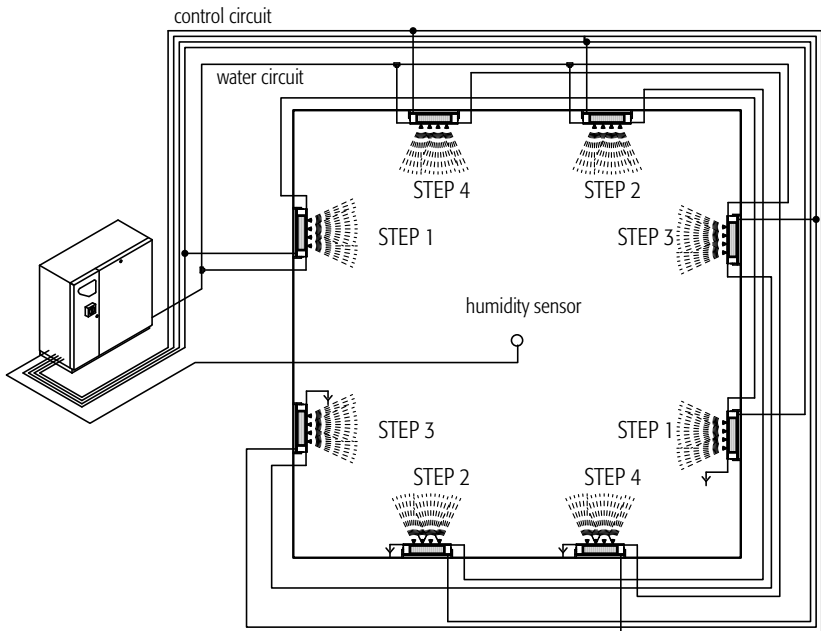 control circuit
water circuit
STEP 4
STEP 2
STEP 1
STEP 3
humidity sensor
STEP 3
STEP 1
STEP 2
STEP 4